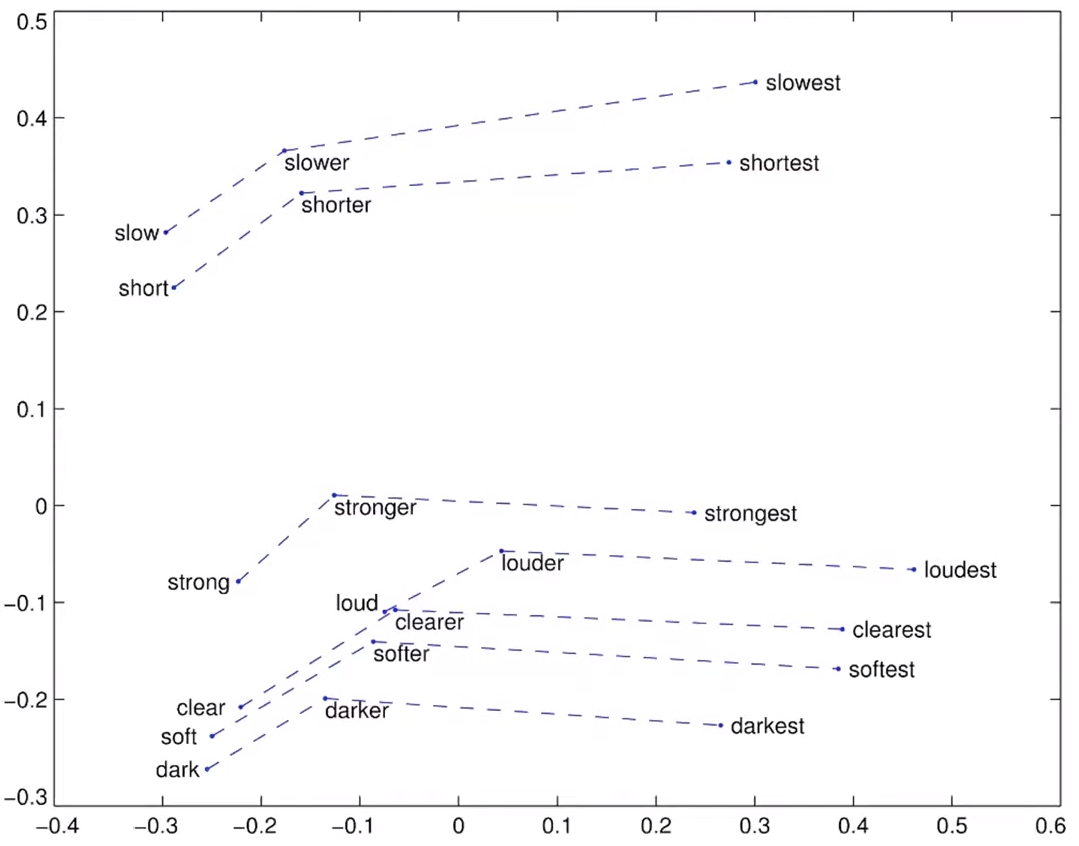 0.5
slowest
0.4
slower
shortest
0.3
shorter
slow
short
0.2
0.1
0
stronger
strongest
strong
louder
loudest
−0.1
loud
clearer
clearest
softer
softest
−0.2
clear
darker
soft
darkest
dark
−0.3
−0.4 −0.3 −0.2 −0.1 0 0.1 0.2 0.3 0.4 0.5 0.6